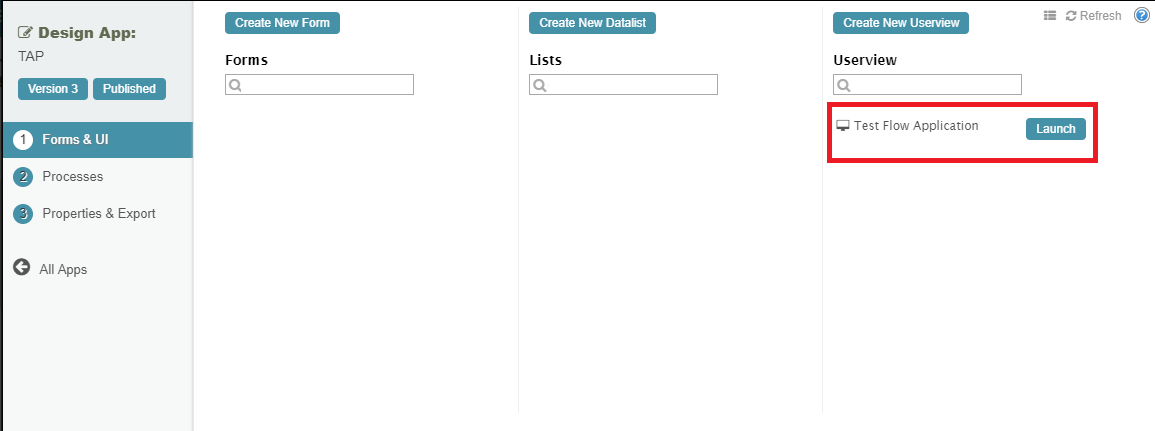 Design App:
TAP
Version 3 Published
1 Forms & UI
2 Processes
3 Properties & Export
All Apps
Create New Form
Forms
Create New Datalist
Lists
Create New Userview
Userview
Test Flow Application Launch
Refresh ?